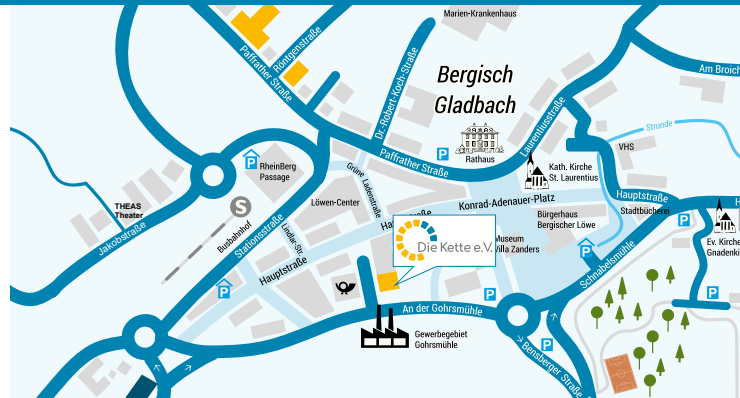 Marien-Krankenhaus
Röntgenstraße
Paffrather Straße
Dr.-Robert-Koch-Straße
Bergisch
Gladbach
Am Broich
Laurentiusstraße
Strunde
P
Rathaus
VHS
Paffrather Straße
P
RheinBerg
Passage
Kath. Kirche
St. Laurentius
Grüne Ladenstraße
THEAS
Theater
S
Löwen-Center
Konrad-Adenauer-Platz
Hauptstraße
Stadtbücherei
H
P
Jakobstraße
Busbahnhof
Stationsstraße
Lindlar-Str.
Bürgerhaus
Bergischer Löwe
Die Kette e.V.
Museum
Villa Zanders
P
Schnabelsmühle
Ev. Kirche
Gnadenki
Hauptstraße
P
P
P
An der Gohrsmühle
Gewerbegebiet
Gohrsmühle
P
Bensberger Straße